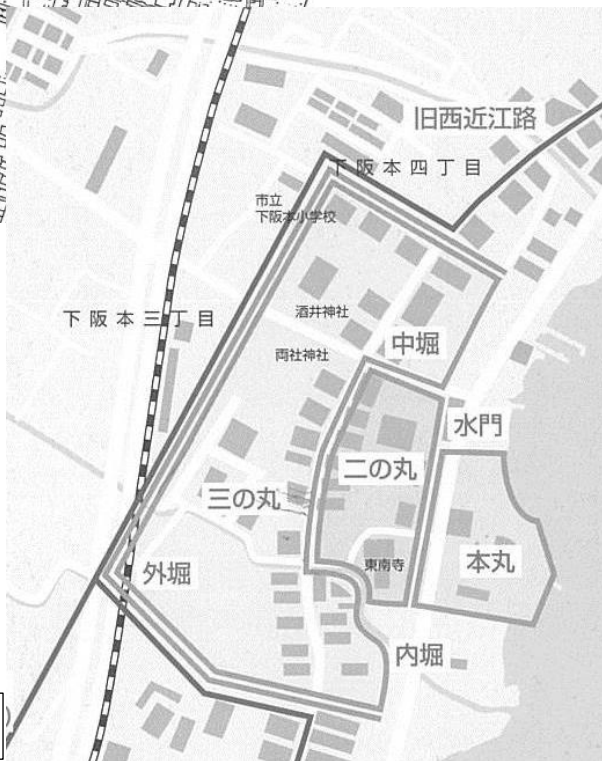 旧西近江路
下阪本四丁目
市立
下阪本小学校
下阪本三丁目
酒井神社
両社神社
中堀
水門
二の丸
三の丸
本丸
東南寺
外堀
内堀